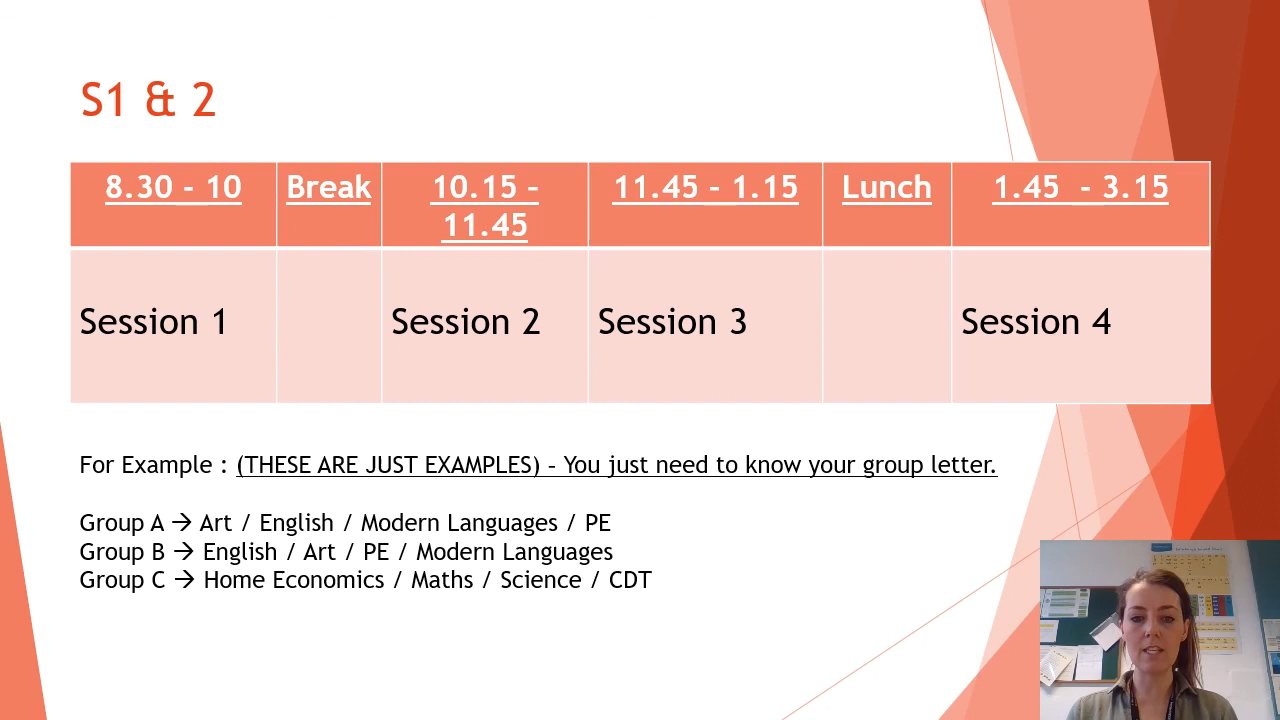 S1 & 2
8.30 - 10
Break
10.15 -
11.45
11.45 - 1.15
Lunch
1.45 - 3.15
Session 1
Session 2
Session 3
Session 4
For Example : (THESE ARE JUST EXAMPLES) – You just need to know your group letter.
Group A → Art / English / Modern Languages / PE
Group B → English / Art / PE / Modern Languages
Group C → Home Economics / Maths / Science / CDT